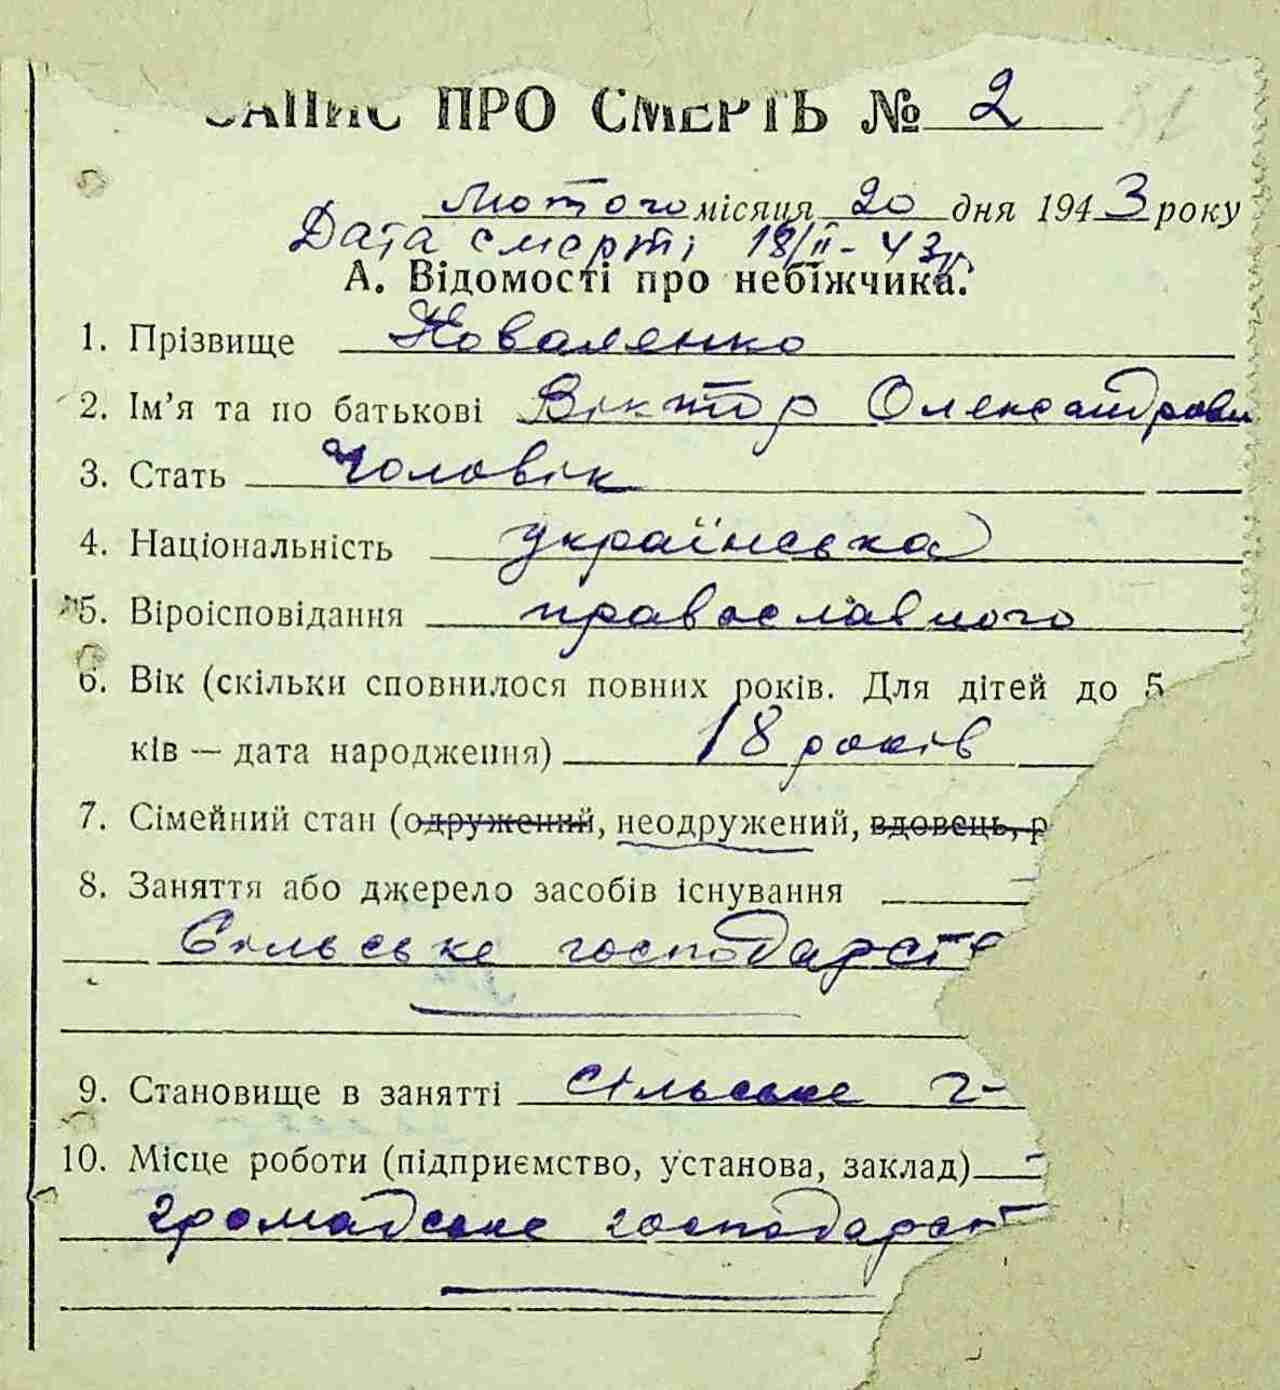 ЗАПИС ПРО СМЕРТЬ № 2
Лютого місяця 20 дня 1943 року
Дата смерті 18/II - 43 р.
А. Відомості про небіжчика.
1. Прізвище Коваленко
2. Ім’я та по батькові Віктор Олександрови
3. Стать Чоловік
4. Національність українська
5. Віроісповідання православного
6. Вік (скільки сповнилося повних років. Для дітей до 5
ків — дата народження) 18 років
7. Сімейний стан (одружений, неодружений, вдовець, р
8. Заняття або джерело засобів існування
Сільське господарст
9. Становище в занятті Сільське г-
10. Місце роботи (підприємство, установа, заклад)
громадське господарст